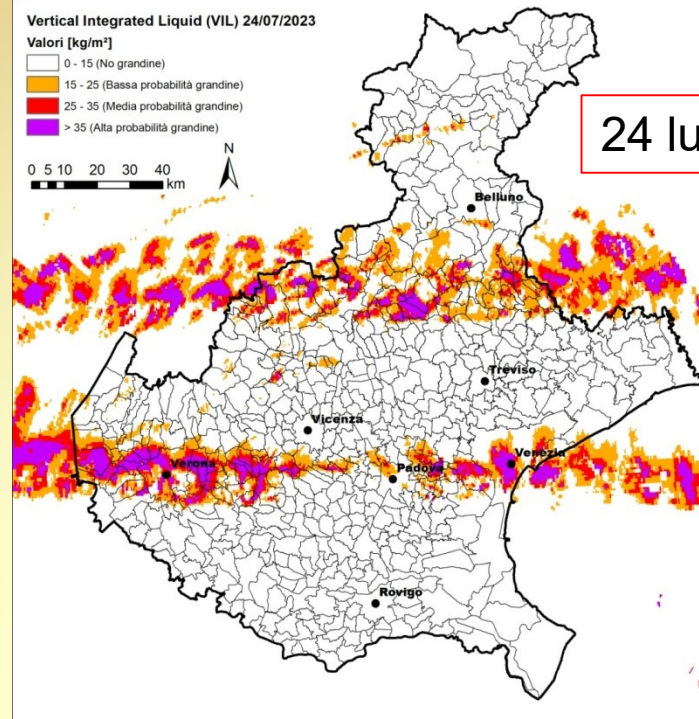 Vertical Integrated Liquid (VIL) 24/07/2023
Valori [kg/m²]
0 - 15 (No grandine)
15 - 25 (Bassa probabilità grandine)
25 - 35 (Media probabilità grandine)
> 35 (Alta probabilità grandine)
N
0 5 10 20 30 40
km
24 lu
Belluno
Treviso
Vicenza
Venezia
Verona
Padova
Rovigo